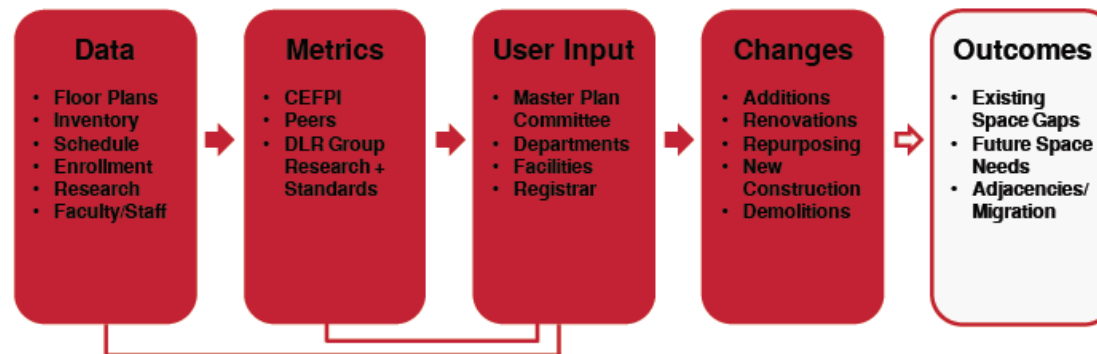 Data
• Floor Plans
• Inventory
• Schedule
• Enrollment
• Research
• Faculty/Staff
Metrics
• CEFPI
• Peers
• DLR Group
Research +
Standards
User Input
• Master Plan
Committee
• Departments
• Facilities
• Registrar
Changes
• Additions
• Renovations
• Repurposing
• New
Construction
• Demolitions
Outcomes
• Existing
Space Gaps
• Future Space
Needs
• Adjacencies/
Migration